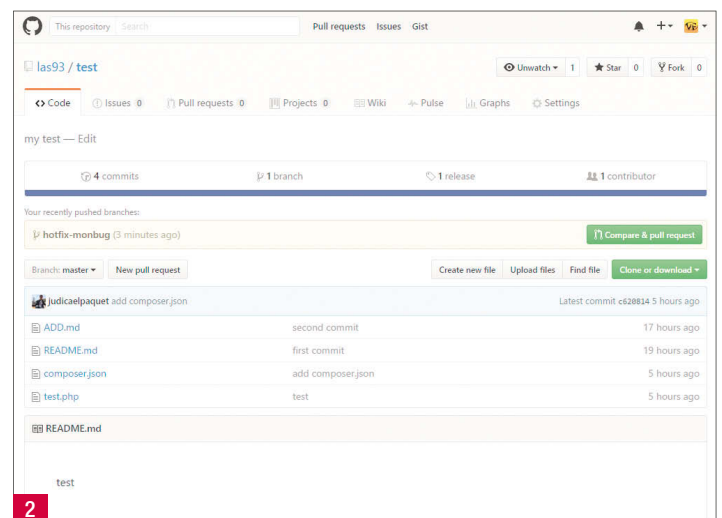 This repository Search Pull requests Issues Gist
las93 / test Unwatch 1 Star 0 Fork 0
Code Issues 0 Pull requests 0 Projects 0 Wiki Pulse Graphs Settings
my test — Edit
4 commits 1 branch 1 release 1 contributor
Your recently pushed branches:
hotfix-monbug (3 minutes ago) Compare & pull request
Branch: master New pull request Create new file Upload files Find file Clone or download
judicaelpaquet add composer.json Latest commit c620814 5 hours ago
ADD.md second commit 17 hours ago
README.md first commit 19 hours ago
composer.json add composer.json 5 hours ago
test.php test 5 hours ago
README.md
test
2